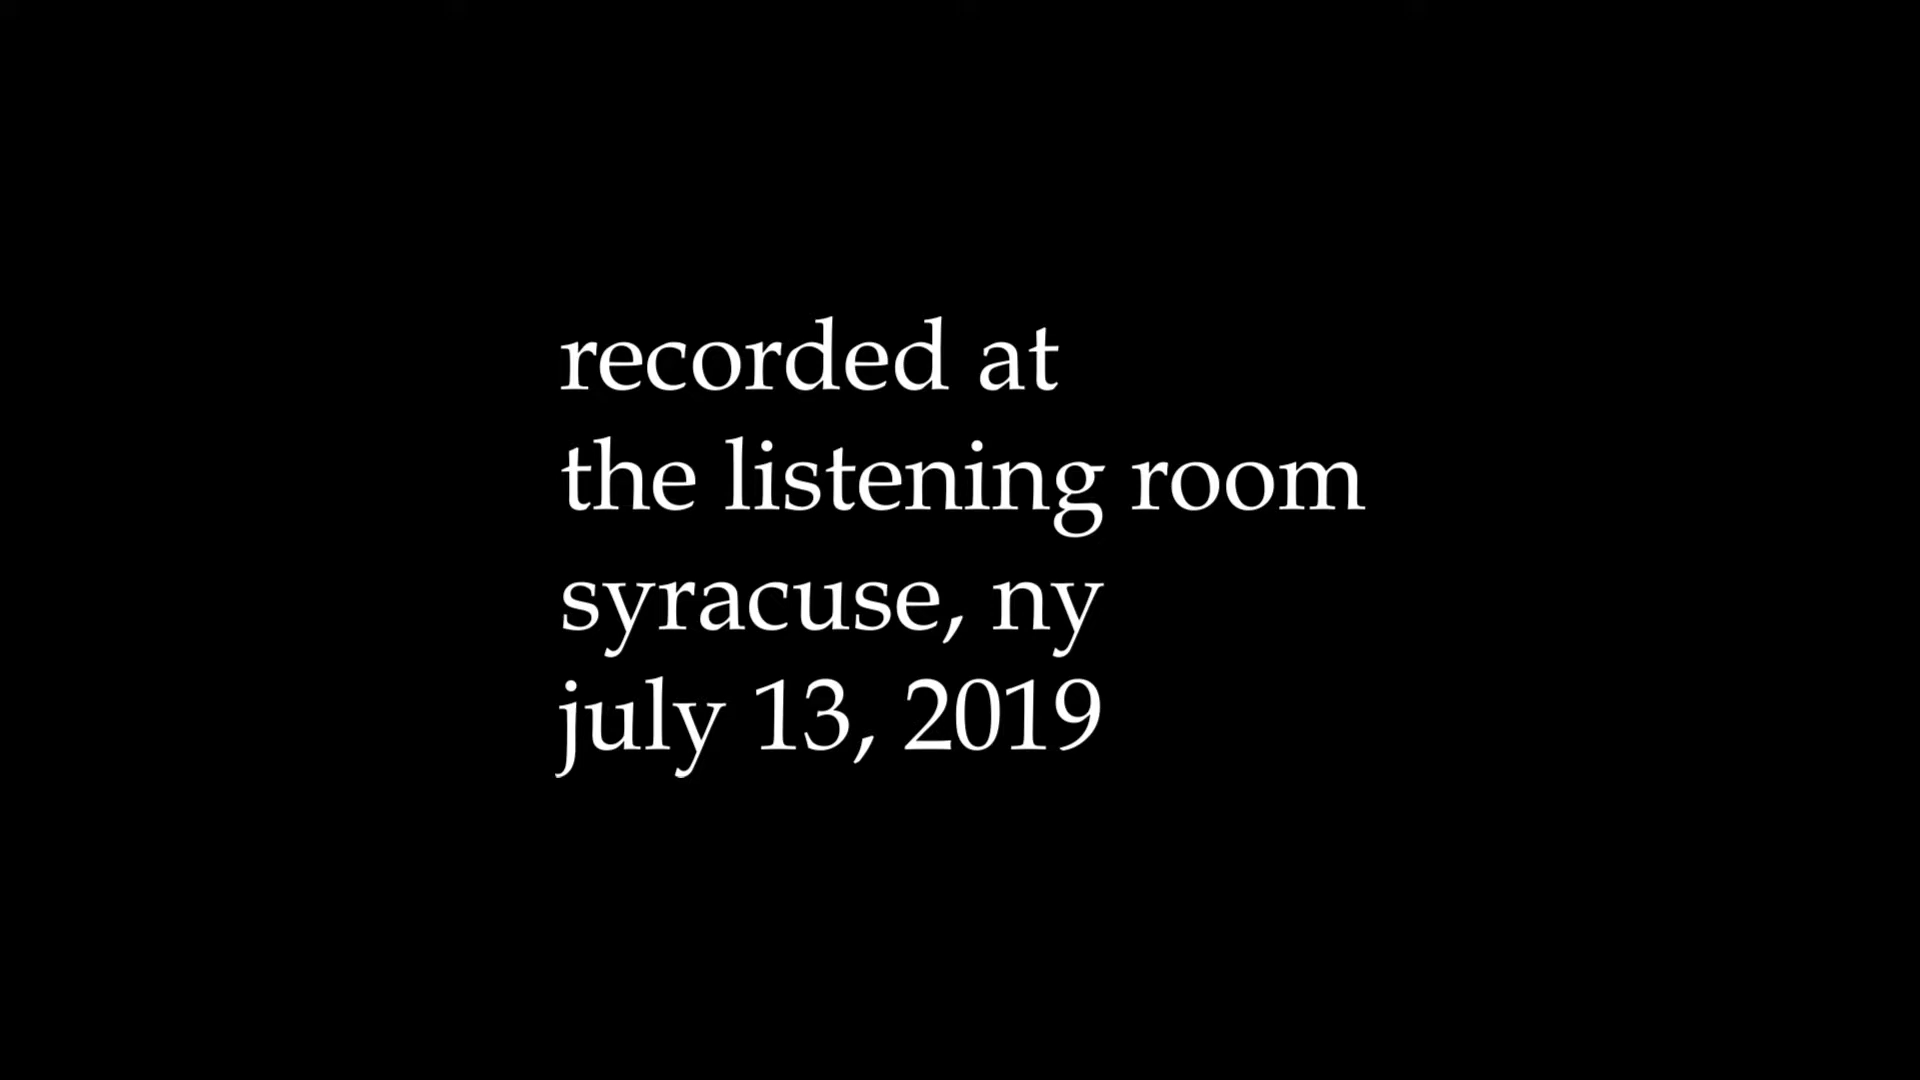 recorded at
the listening room
syracuse, ny
july 13, 2019